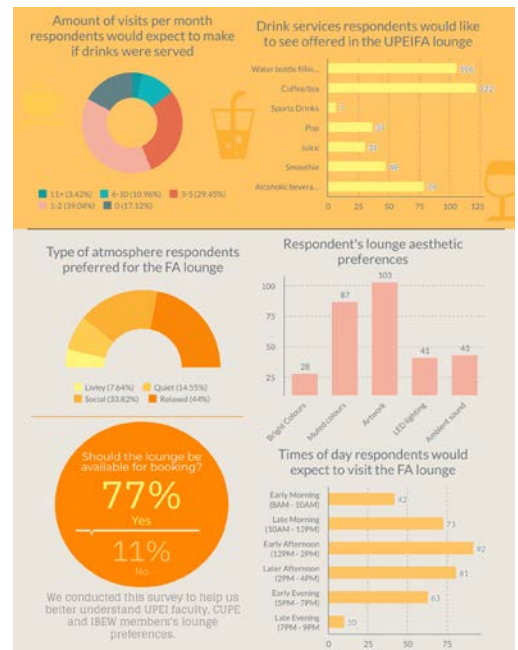 Amount of visits per month
respondents would expect to make
if drinks were served
11+ (3.42%) 6-10 (10.96%) 3-5 (29.45%)
1-2 (39.04%) 0 (17.12%)
Drink services respondents would like
to see offered in the UPEIFA lounge
Water bottle fillin...
Coffee/tea
Sports Drinks
Pop
Juice
Smoothie
Alcoholic bevera...
106
122
0 25 50 75 100 125
Type of atmosphere respondents
preferred for the FA lounge
Livley (7.64%) Quiet (14.55%)
Social (33.82%) Relaxed (44%)
Respondent's lounge aesthetic
preferences
100
75
50
25
28
87
103
41
43
Bright Colours
Muted colours
Artwork
LED lighting
Ambient sound
Should the lounge be
available for booking?
77%
Yes
11%
No
We conducted this survey to help us
better understand UPEI faculty, CUPE
and IBEW members's lounge
preferences.
Times of day respondents would
expect to visit the FA lounge
Early Morning
(8AM - 10AM)
42
Late Morning
(10AM - 12PM)
73
Early Afternoon
(12PM - 2PM)
92
Later Afternoon
(2PM - 4PM)
81
Early Evening
(5PM - 7PM)
63
Late Evening
(7PM - 9PM
10
0 25 50 75